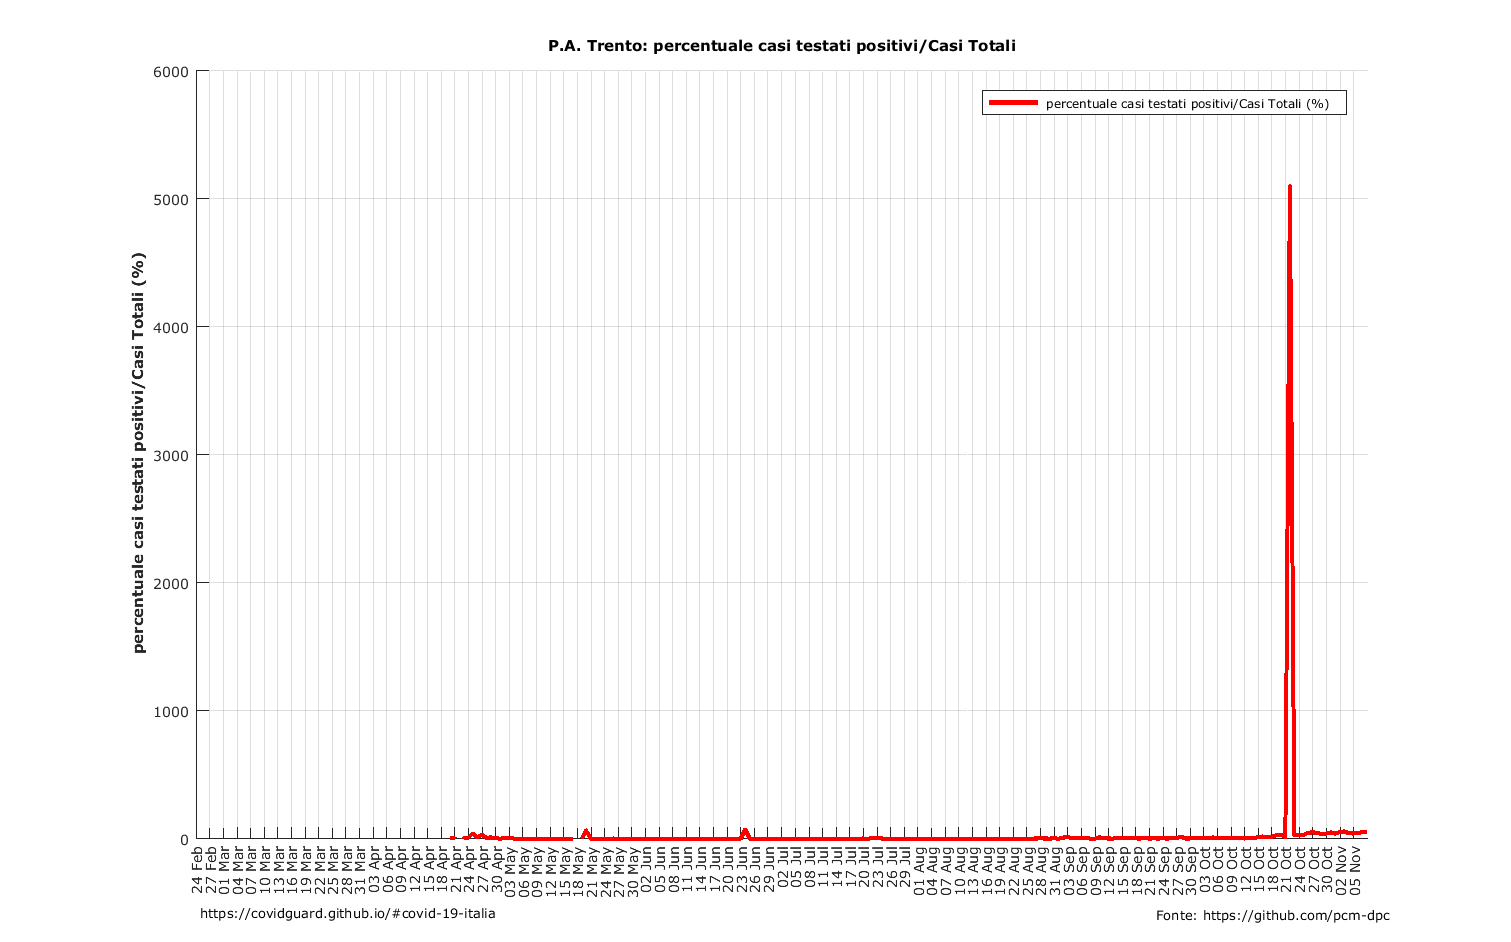 P.A. Trento: percentuale casi testati positivi/Casi Totali
percentuale casi testati positivi/Casi Totali (%)
percentuale casi testati positivi/Casi Totali (%)
6000
5000
4000
3000
2000
1000
0
24 Feb
27 Feb
01 Mar
04 Mar
07 Mar
10 Mar
13 Mar
16 Mar
19 Mar
22 Mar
25 Mar
28 Mar
31 Mar
03 Apr
06 Apr
09 Apr
12 Apr
15 Apr
18 Apr
21 Apr
24 Apr
27 Apr
30 Apr
03 May
06 May
09 May
12 May
15 May
18 May
21 May
24 May
27 May
30 May
02 Jun
05 Jun
08 Jun
11 Jun
14 Jun
17 Jun
20 Jun
23 Jun
26 Jun
29 Jun
02 Jul
05 Jul
08 Jul
11 Jul
14 Jul
17 Jul
20 Jul
23 Jul
26 Jul
29 Jul
01 Aug
04 Aug
07 Aug
10 Aug
13 Aug
16 Aug
19 Aug
22 Aug
25 Aug
28 Aug
31 Aug
03 Sep
06 Sep
09 Sep
12 Sep
15 Sep
18 Sep
21 Sep
24 Sep
27 Sep
30 Sep
03 Oct
06 Oct
09 Oct
12 Oct
15 Oct
18 Oct
21 Oct
24 Oct
27 Oct
30 Oct
02 Nov
05 Nov
https://covidguard.github.io/#covid-19-italia
Fonte: https://github.com/pcm-dpc